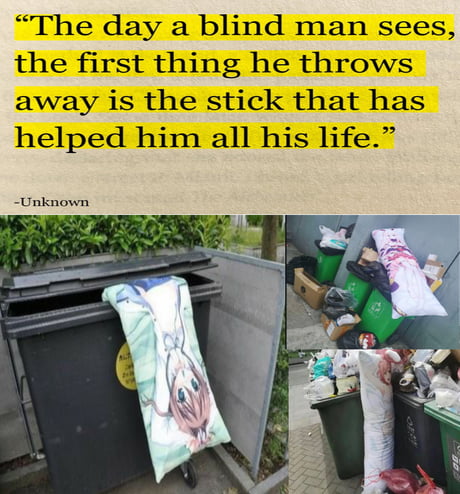 “The day a blind man sees,
the first thing he throws
away is the stick that has
helped him all his life.”
-Unknown